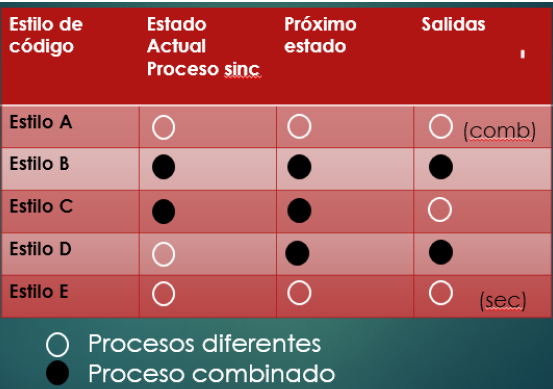 Estilo de código
Estado Actual Proceso sinc
Próximo estado
Salidas
Estilo A
(comb)
Estilo B
Estilo C
Estilo D
Estilo E
(sec)
Procesos diferentes
Proceso combinado